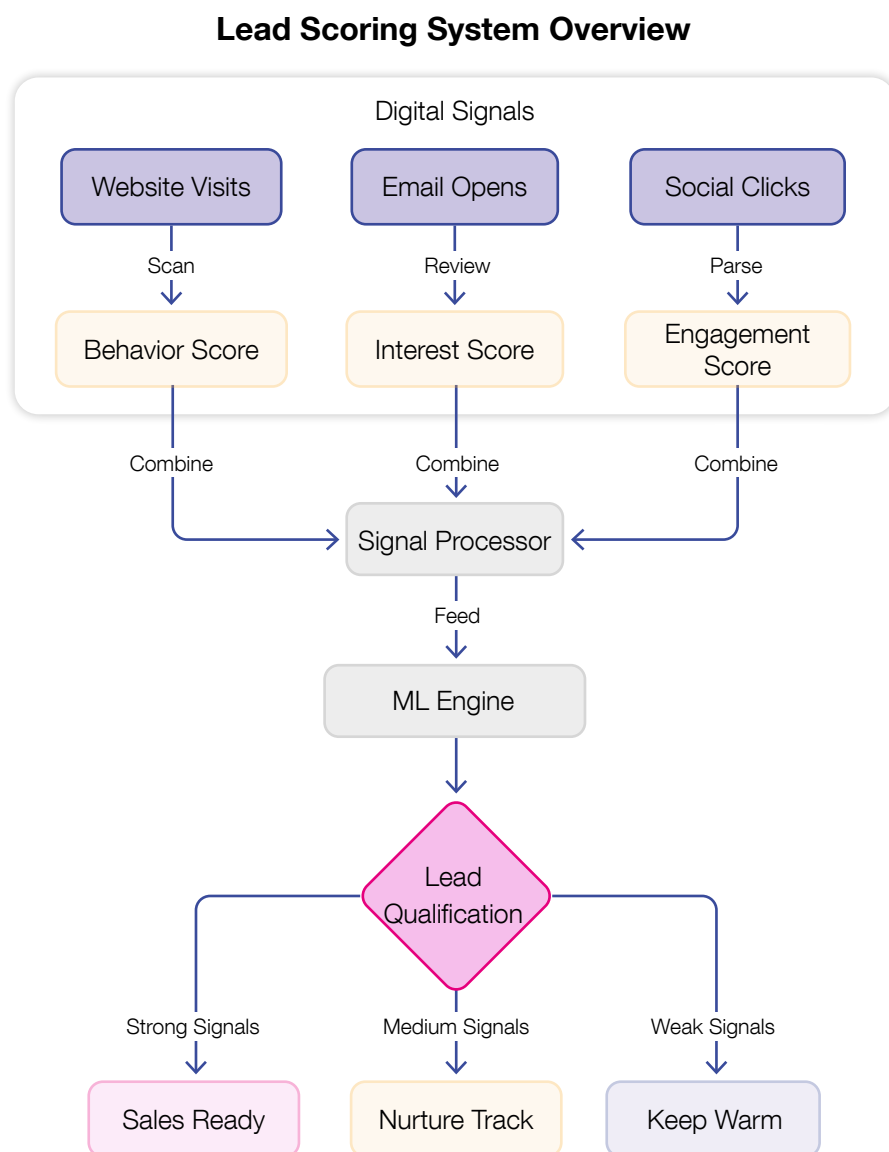 Lead Scoring System Overview
Digital Signals
Website Visits
Email Opens
Social Clicks
Scan
Review
Parse
Behavior Score
Interest Score
Engagement
Score
Combine
Combine
Combine
Signal Processor
Feed
ML Engine
Lead
Qualification
Strong Signals
Medium Signals
Weak Signals
Sales Ready
Nurture Track
Keep Warm